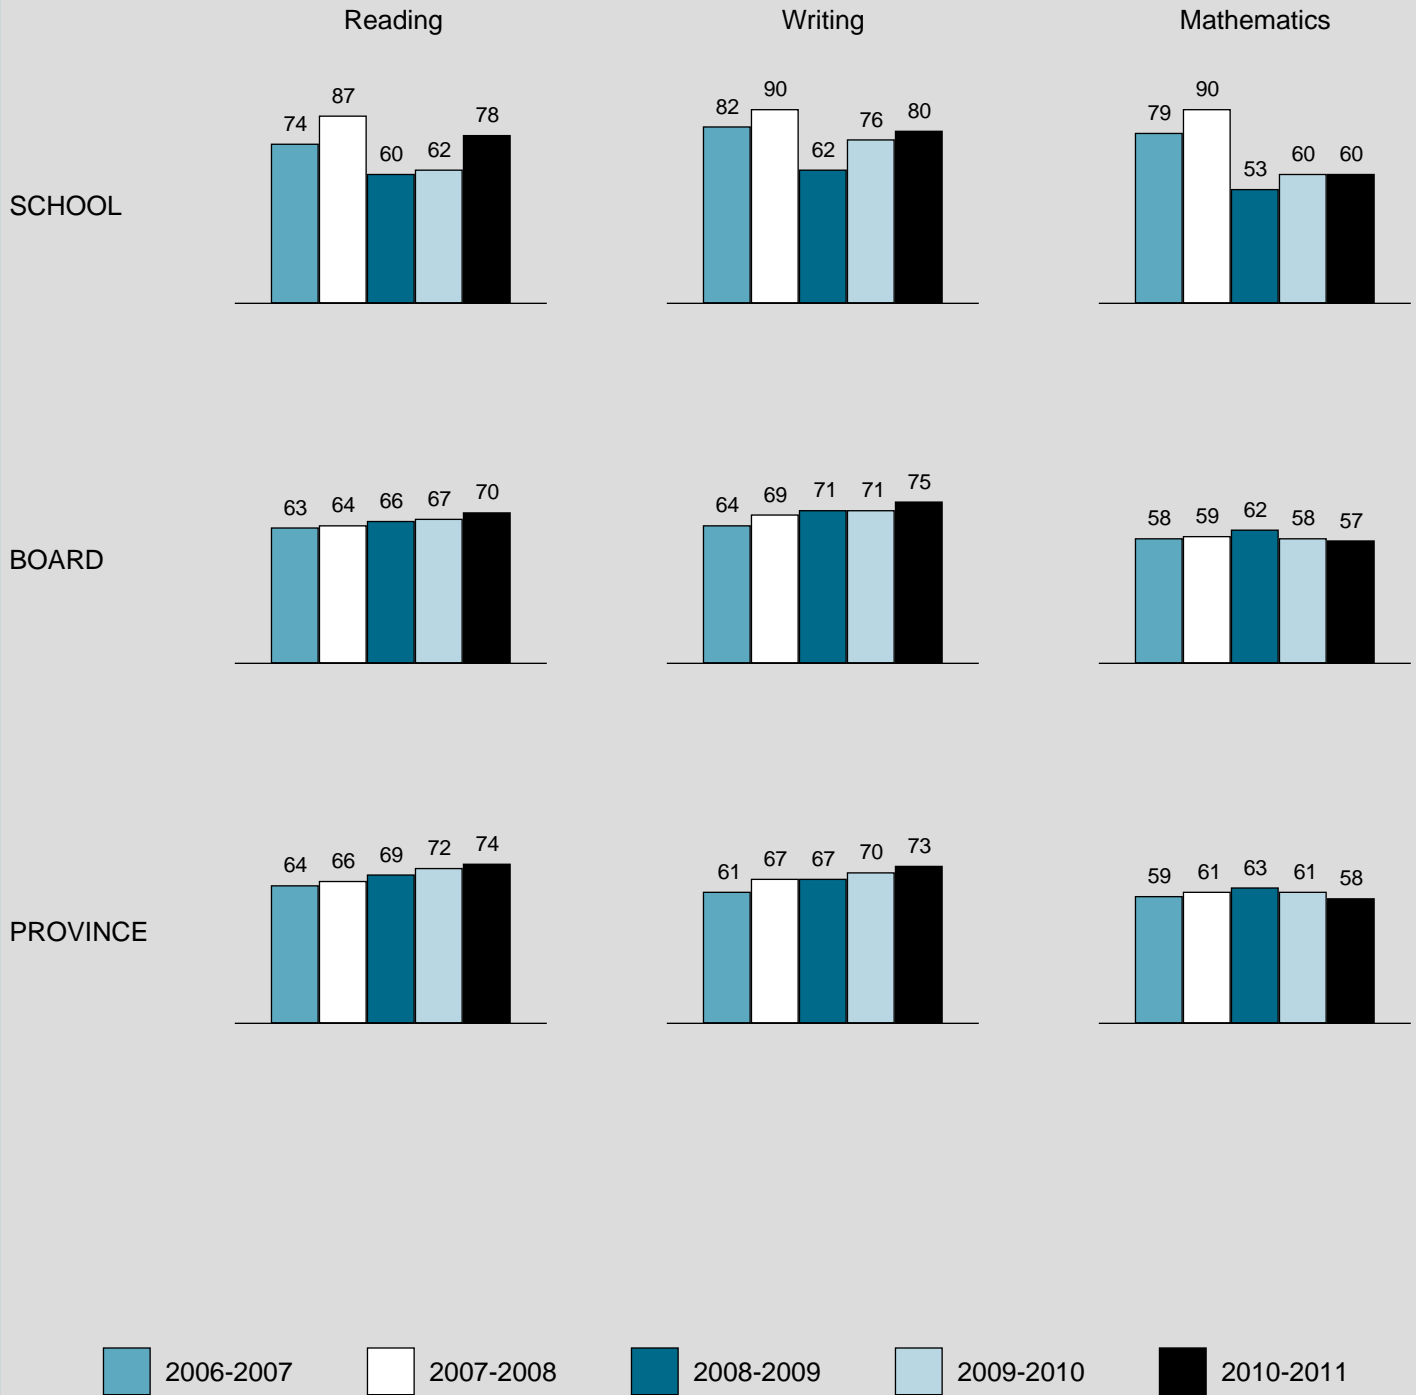 Reading Writing Mathematics
SCHOOL
74 87 60 62 78
82 90 62 76 80
79 90 53 60 60
BOARD
63 64 66 67 70
64 69 71 71 75
58 59 62 58 57
PROVINCE
64 66 69 72 74
61 67 67 70 73
59 61 63 61 58
2006-2007 2007-2008 2008-2009 2009-2010 2010-2011